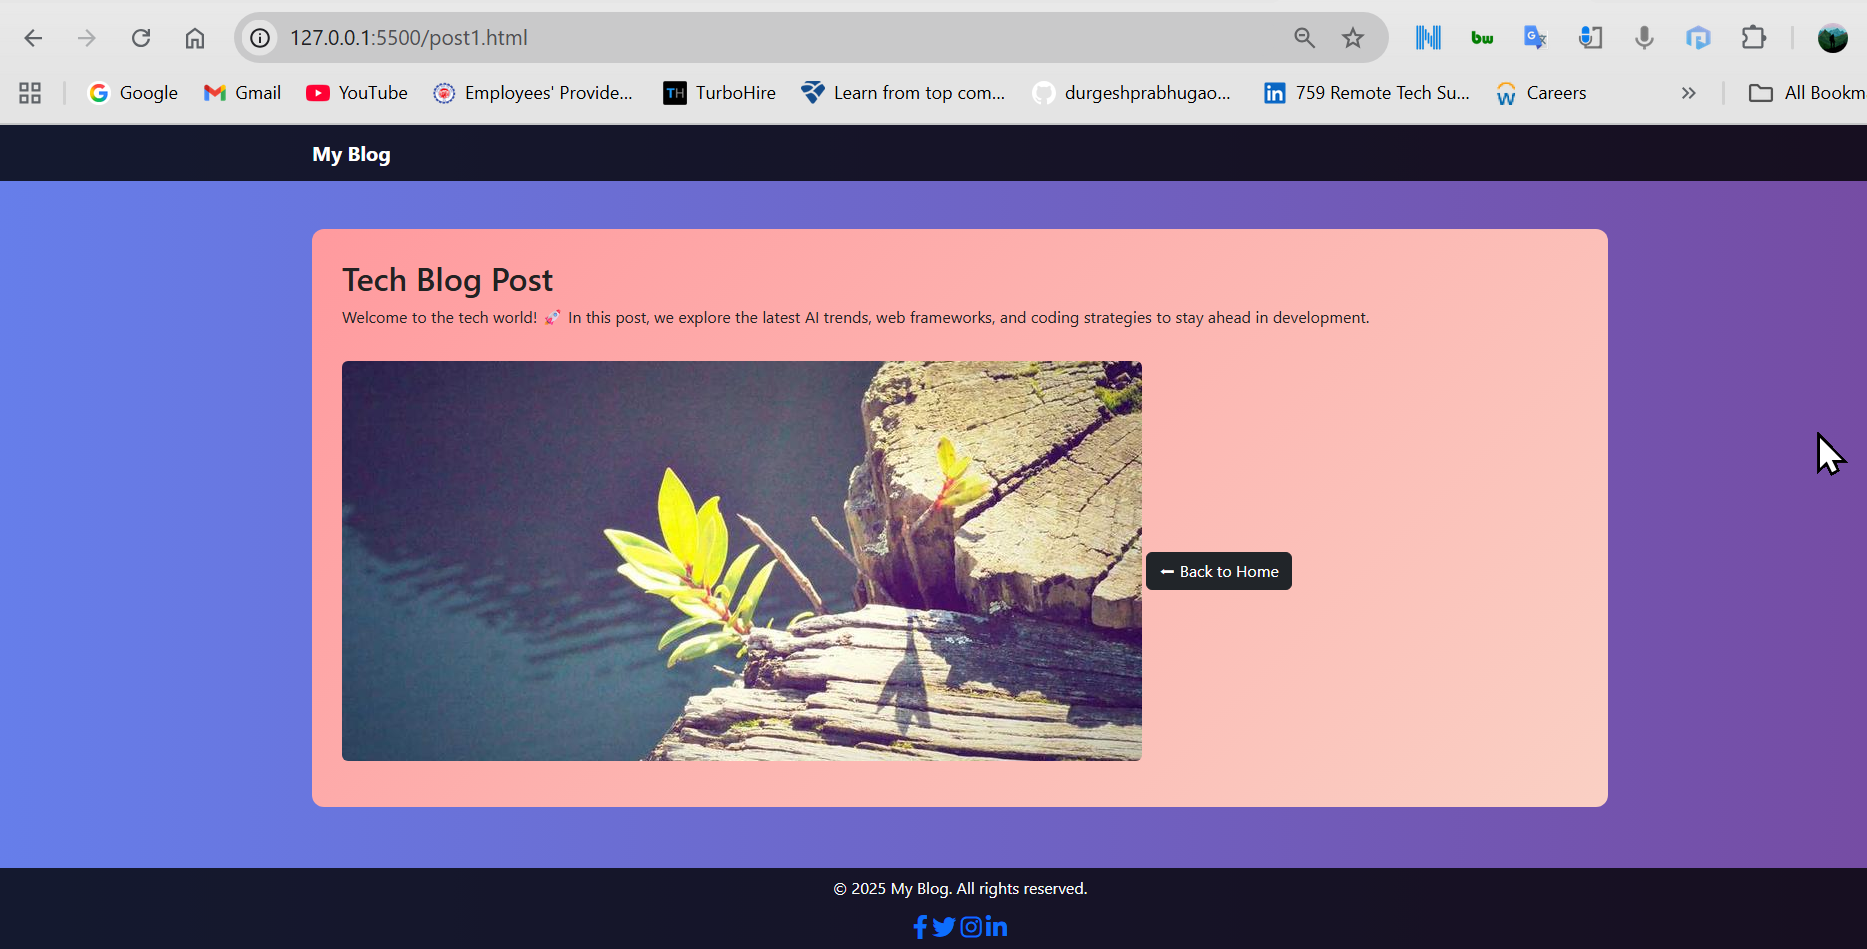 127.0.0.1:5500/post1.html
bw
Google
Gmail
YouTube
Employees' Provide...
TH
TurboHire
Learn from top com...
durgeshprabhugao...
in
759 Remote Tech Su...
Careers
All Bookm
My Blog
Tech Blog Post
Welcome to the tech world! 🚀 In this post, we explore the latest AI trends, web frameworks, and coding strategies to stay ahead in development.
⬅ Back to Home
© 2025 My Blog. All rights reserved.